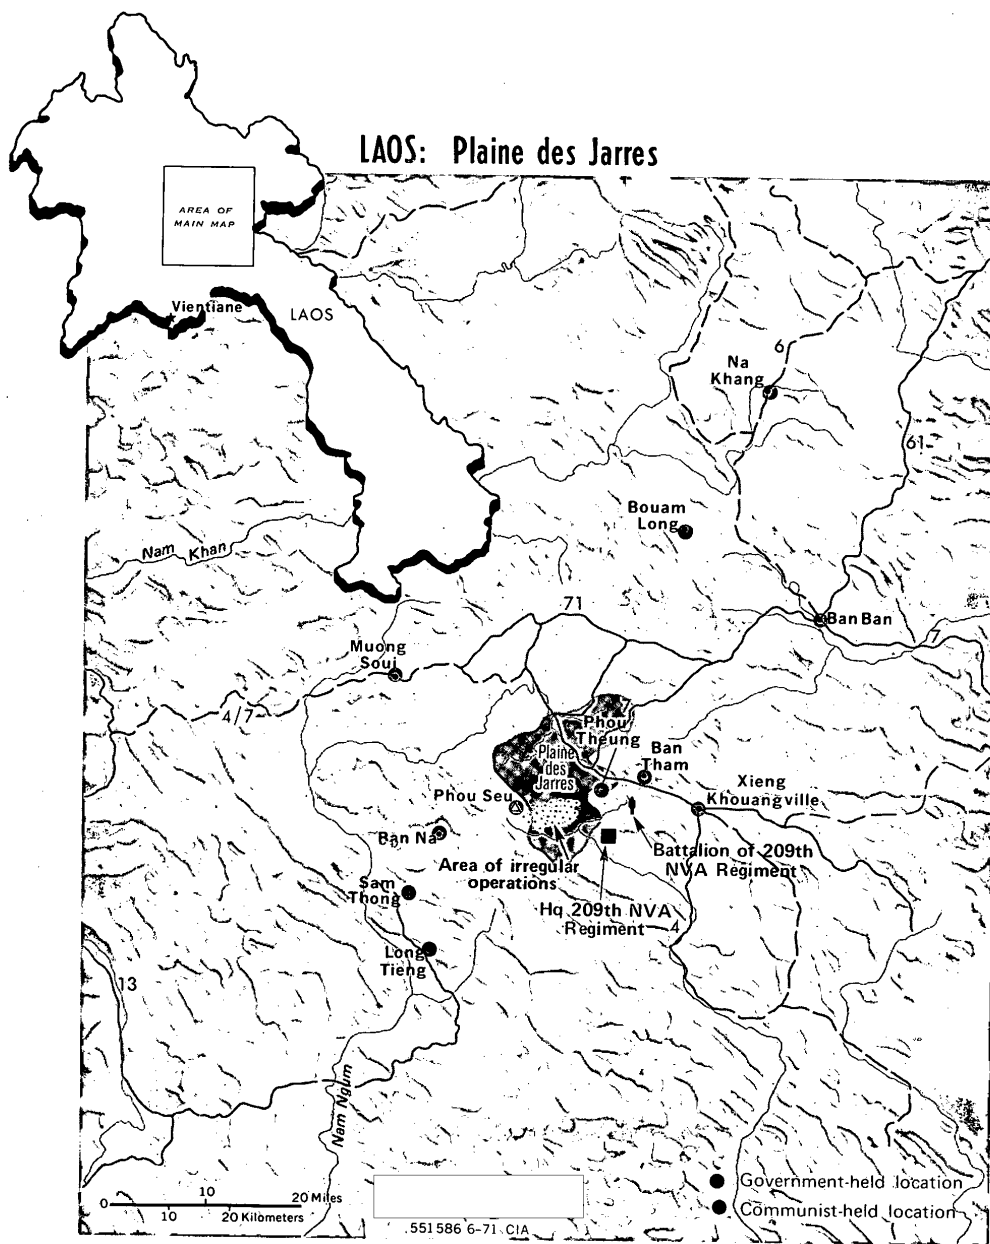 LAOS: Plaine des Jarres
AREA OF
MAIN MAP
Vientiane
LAOS
6
Na
Khang
61
Bouam
Long
Nam Khan
71
Ban Ban
7
Muong
Soui
4/7
7
Phou
Theung
Plaine
des
Jarres
Ban
Tham
Xieng
Khouangville
Phou Seu
Ban Na
Battalion of 209th
NVA Regiment
Area of irregular
operations
Sam
Thong
Hq 209th NVA
Regiment
4
Long
Tieng
13
Nam Ngum
Government-held location
Communist-held location
0 10 20 Miles
10 20 Kilometers
551586 6-71 CIA